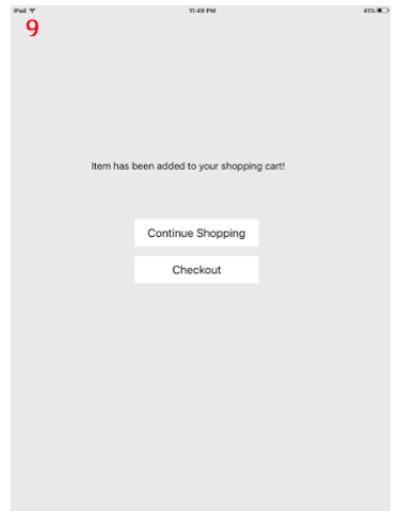 iPad 11:49 PM 41%
9
Item has been added to your shopping cart!
Continue Shopping
Checkout